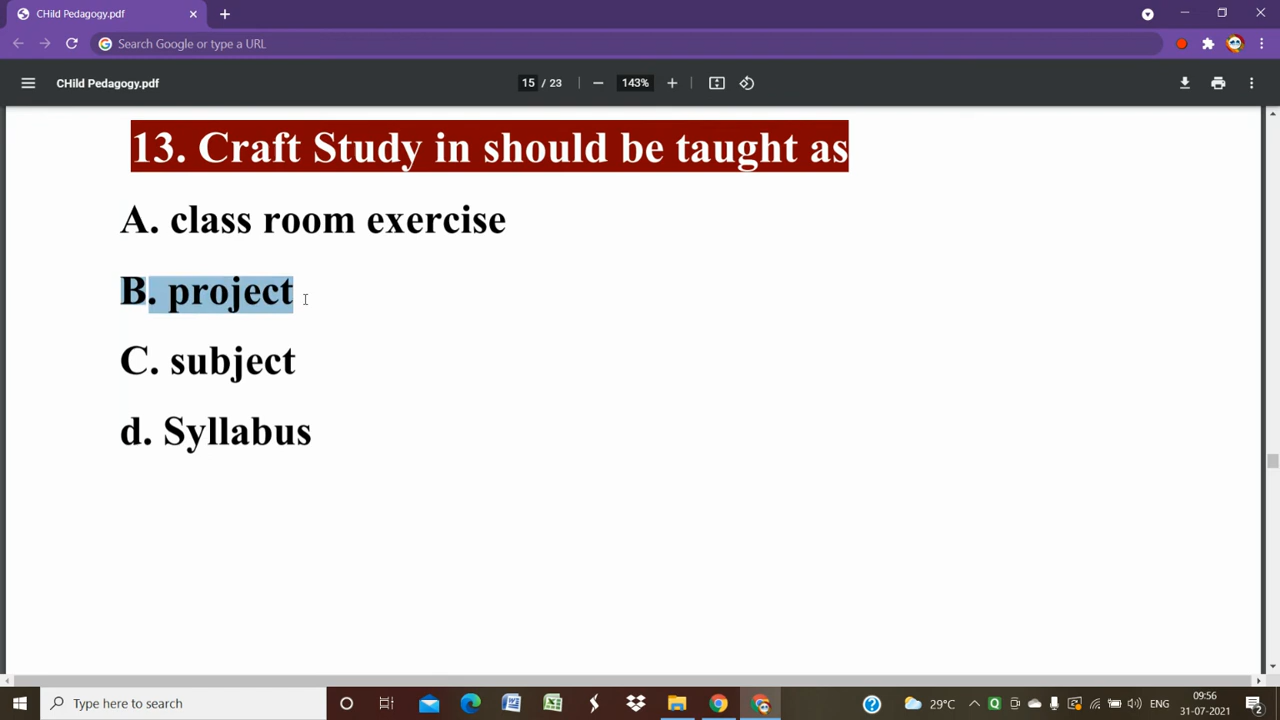 CHild Pedagogy.pdf
Search Google or type a URL
CHild Pedagogy.pdf
15 / 23
143%
13. Craft Study in should be taught as
A. class room exercise
B. project
C. subject
d. Syllabus
Type here to search
29°C
ENG
09:56
31-07-2021
2